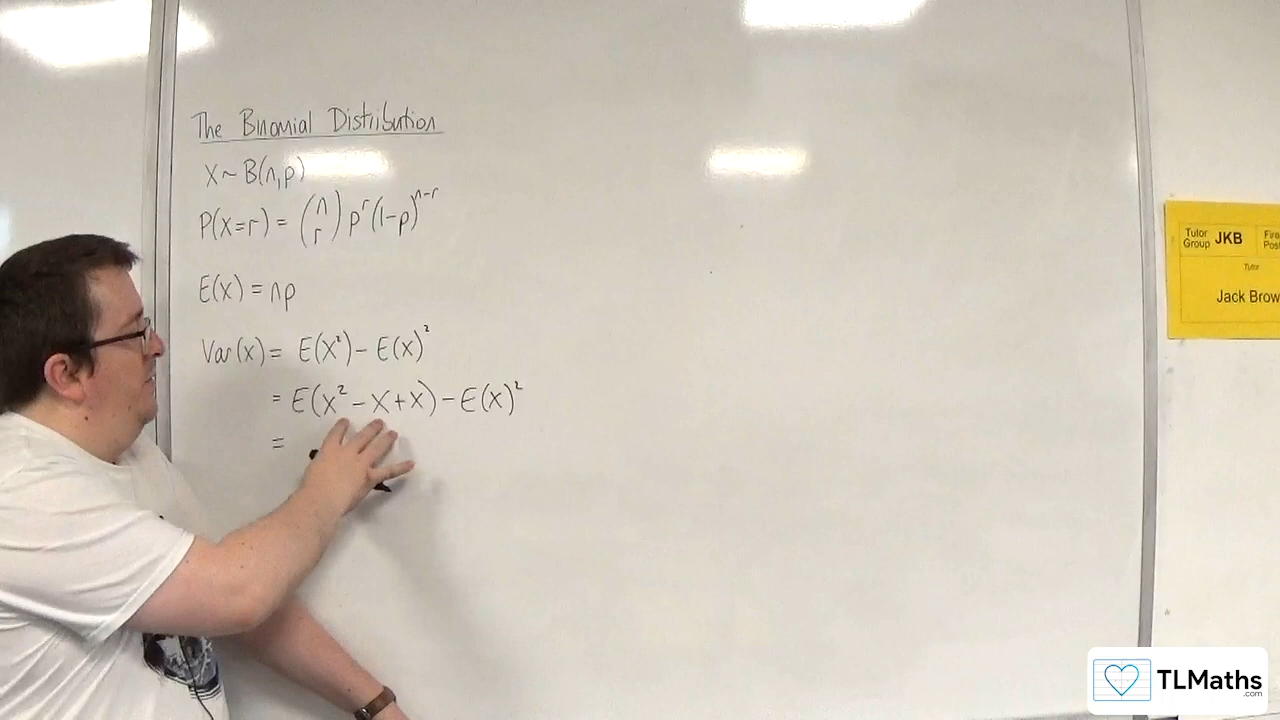 The Binomial Distribution
X ~ B(n,p)
P(X=r) = (n r) p^r (1-p)^n-r
E(X) = np
Var(X) = E(X²) - E(X)²
= E(X² - X + X) - E(X)²
=
Tutor Group JKB
Tutor
Jack Brow
TLMaths
.com